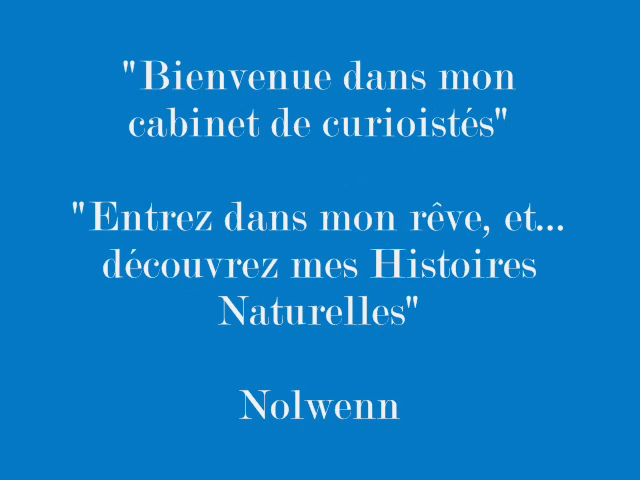 "Bienvenue dans mon
cabinet de curioistés"
"Entrez dans mon rêve, et...
découvrez mes Histoires
Naturelles"
Nolwenn